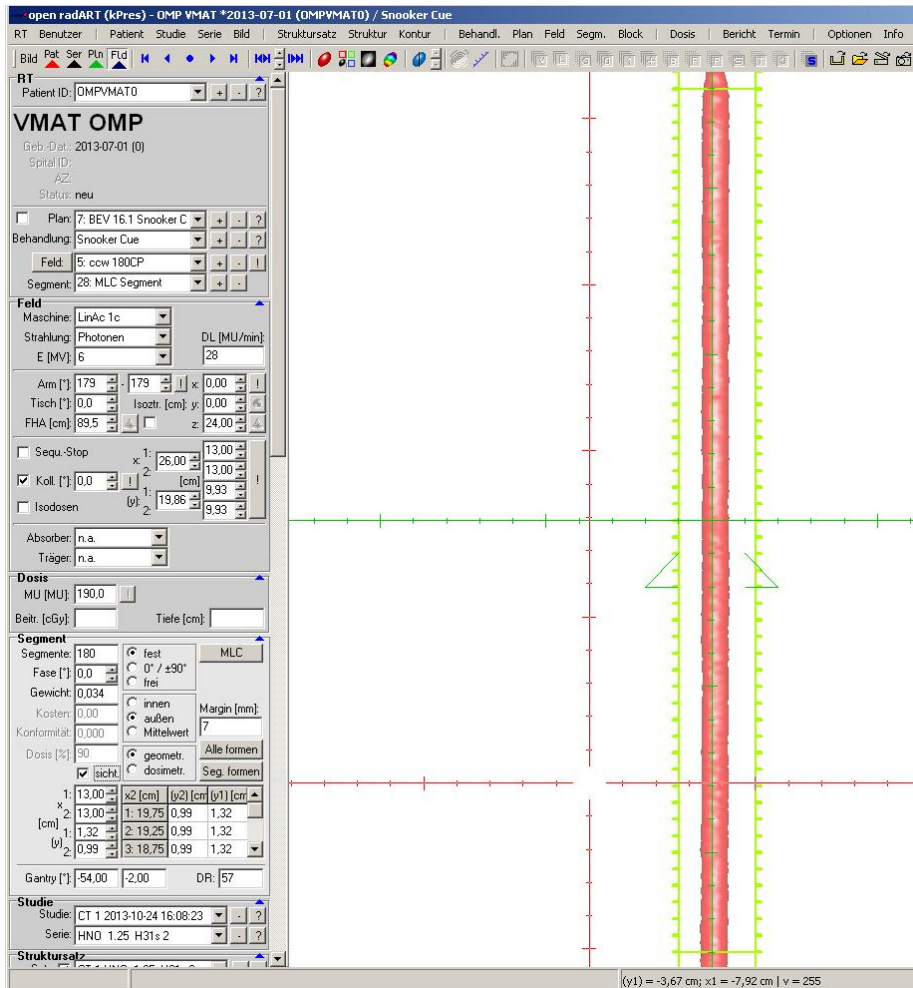 open radART (kPres) - OMP VMAT *2013-07-01 (OMPVMAT0) / Snooker Cue
RT Benutzer | Patient Studie Serie Bild | Struktursatz Struktur Kontur | Behandl. Plan Feld Segm. Block | Dosis | Bericht Termin | Optionen Info
Bild Pat Ser Pln Fld
RT
Patient ID: OMPVMAT0 + - ?
VMAT OMP
Geb.-Dat.: 2013-07-01 (0)
Spital ID:
AZ:
Status: neu
Plan: 7: BEV 16.1 Snooker C + - ?
Behandlung: Snooker Cue + - ?
Feld: 5: ccw 180CP + - !
Segment: 28: MLC Segment + -
Feld
Maschine: LinAc 1c
Strahlung: Photonen DL [MU/min]:
E [MV]: 6 28
Arm [°]: 179 - 179 ! x: 0,00 !
Tisch [°]: 0,0 Isoztr. [cm]: y: 0,00
FHA [cm]: 89,5 z: 24,00
Sequ.-Stop x 1: 2: 26,00 13,00 13,00
Koll. [°]: 0,0 ! [cm] !
Isodosen (y): 1: 2: 19,86 9,93 9,93
Absorber: n.a.
Träger: n.a.
Dosis
MU [MU]: 190,0 !
Beitr. [cGy]: Tiefe [cm]:
Segment
Segmente: 180 fest MLC
Fase [°]: 0,0 0° / ±90°
frei
Gewicht: 0,034
Kosten: 0,00 innen
außen Margin [mm]:
Konformität: 0,000 Mittelwert 7
Dosis [%]: 90 geometr. Alle formen
sicht. dosimetr. Seg. formen
1: 13,00 x2 [cm] (y2) [cm (y1) [cm
x 2: 13,00 1: 19,75 0,99 1,32
[cm] 1: 1,32 2: 19,25 0,99 1,32
(y) 2: 0,99 3: 18,75 0,99 1,32
Gantry [°]: -54,00 -2,00 DR: 57
Studie
Studie: CT 1 2013-10-24 16:08:23 - ?
Serie: HNO 1.25 H31s 2 - ?
Struktursatz
(y1) = -3,67 cm; x1 = -7,92 cm | v = 255